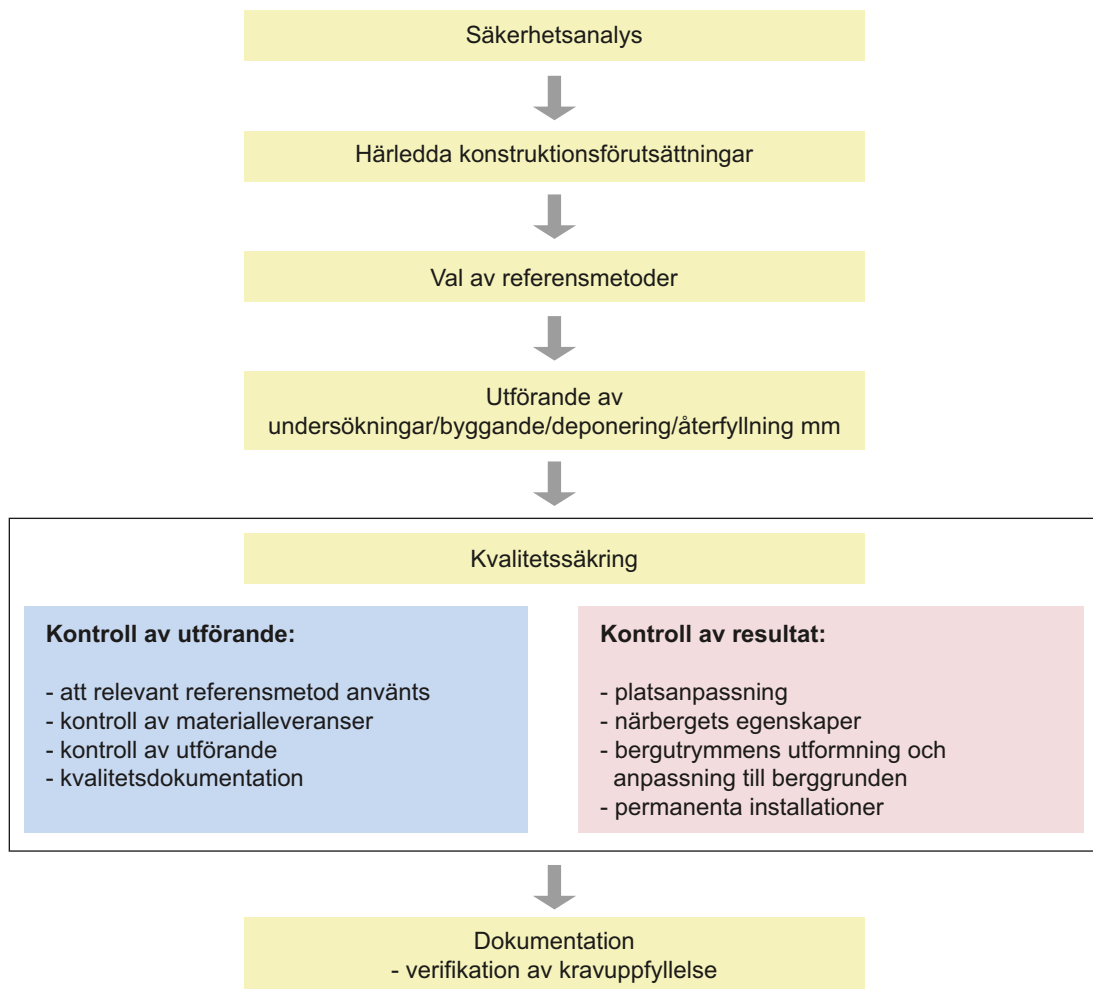 Säkerhetsanalys
Härledda konstruktionsförutsättningar
Val av referensmetoder
Utförande av
undersökningar/byggande/deponering/återfyllning mm
Kvalitetssäkring
Kontroll av utförande:
- att relevant referensmetod använts
- kontroll av materialleveranser
- kontroll av utförande
- kvalitetsdokumentation
Kontroll av resultat:
- platsanpassning
- närbergets egenskaper
- bergutrymmens utformning och
anpassning till berggrunden
- permanenta installationer
Dokumentation
- verifikation av kravuppfyllelse